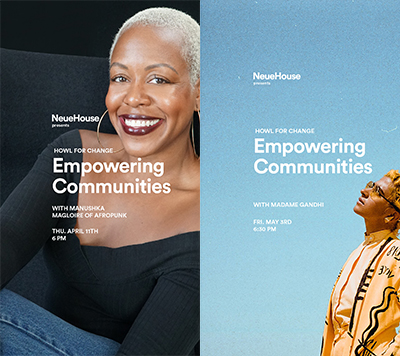 NeueHouse
presents
HOWL FOR CHANGE
Empowering
Communities
WITH MANUSHKA
MAGLOIRE OF AFROPUNK
THU. APRIL 11TH
6 PM
NeueHouse
presents
HOWL FOR CHANGE
Empowering
Communities
WITH MADAME GANDHI
FRI. MAY 3RD
6:30 PM